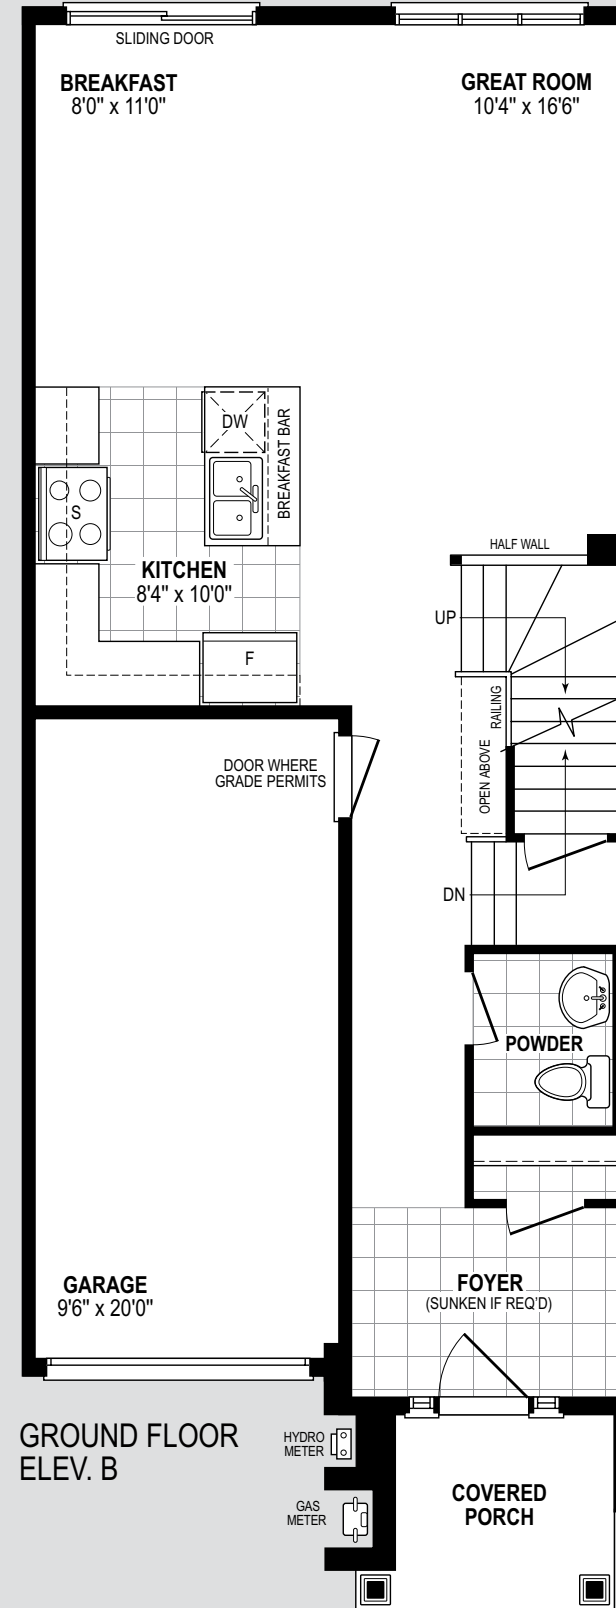 SLIDING DOOR
BREAKFAST
8'0" x 11'0"
GREAT ROOM
10'4" x 16'6"
DW
BREAKFAST BAR
S
KITCHEN
8'4" x 10'0"
F
HALF WALL
UP
RAILING
OPEN ABOVE
DOOR WHERE
GRADE PERMITS
DN
POWDER
GARAGE
9'6" x 20'0"
FOYER
(SUNKEN IF REQ'D)
GROUND FLOOR
ELEV. B
HYDRO
METER
GAS
METER
COVERED
PORCH